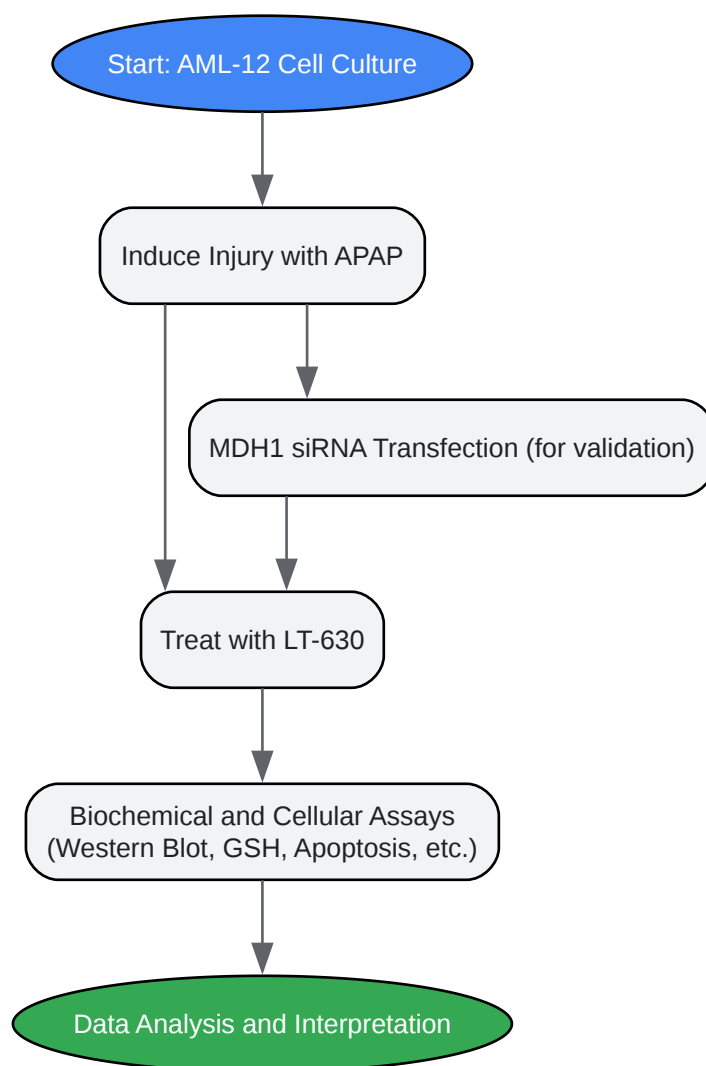 Start: AML-12 Cell Culture
Induce Injury with APAP
MDH1 siRNA Transfection (for validation)
Treat with LT-630
Biochemical and Cellular Assays
(Western Blot, GSH, Apoptosis, etc.)
Data Analysis and Interpretation